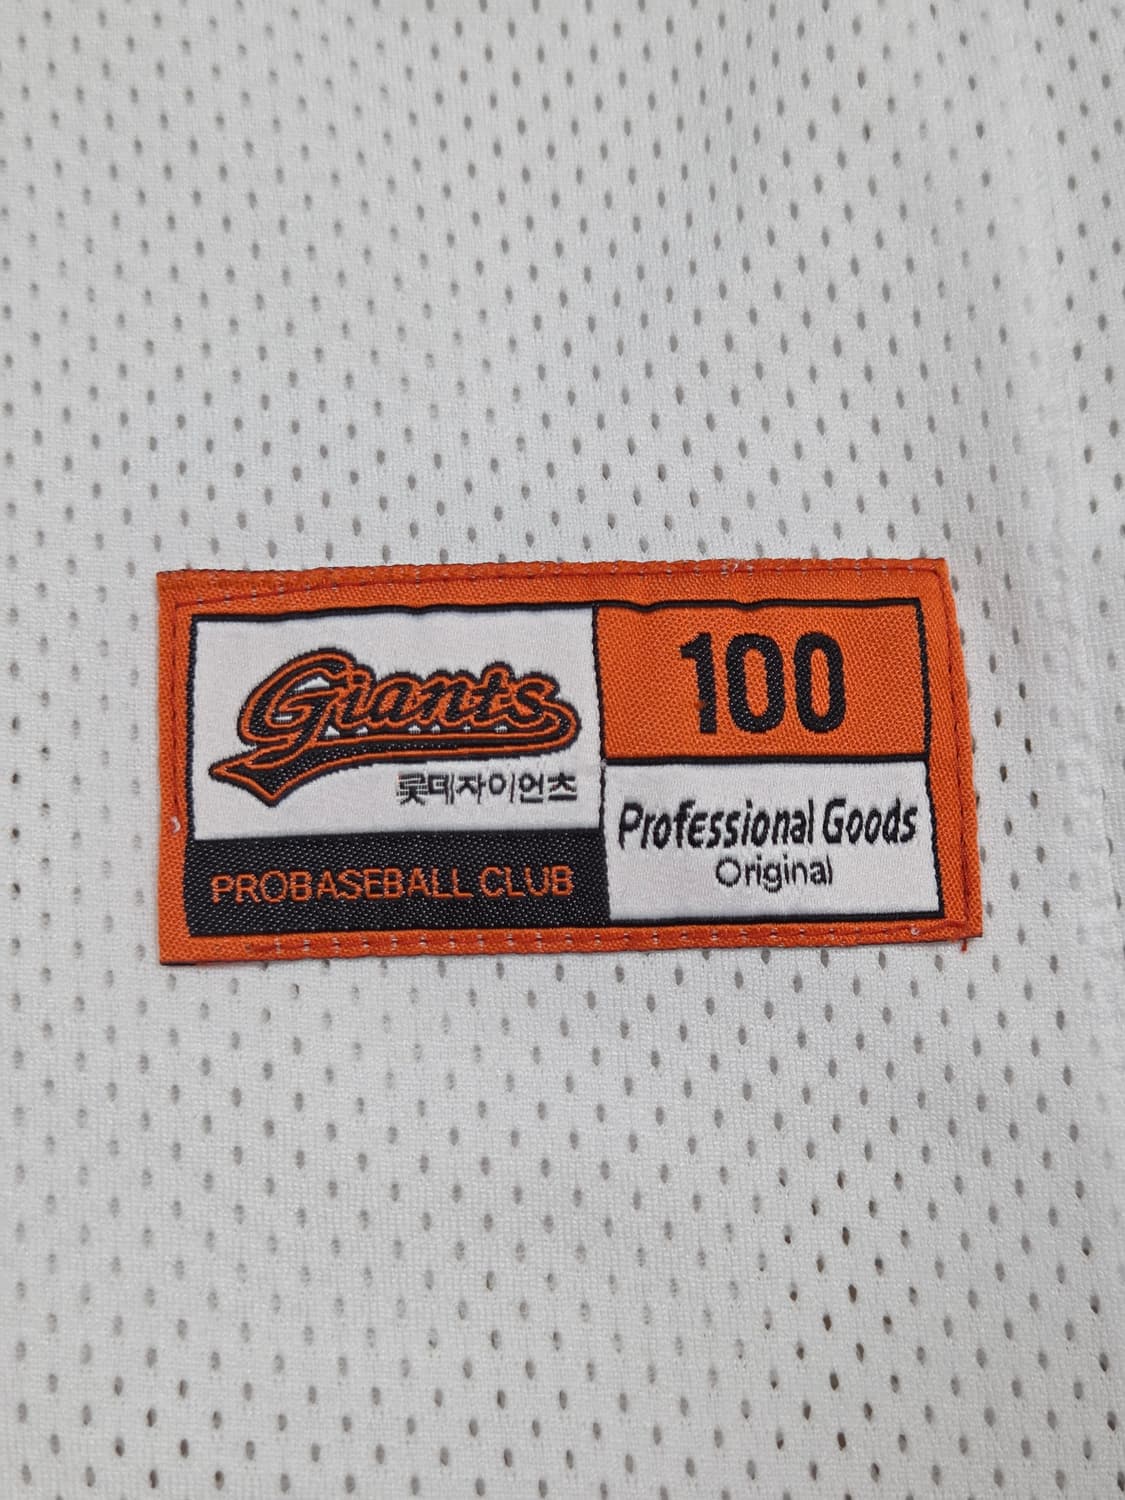 Giants
롯데자이언츠
PROBASEBALL CLUB
100
Professional Goods
Original